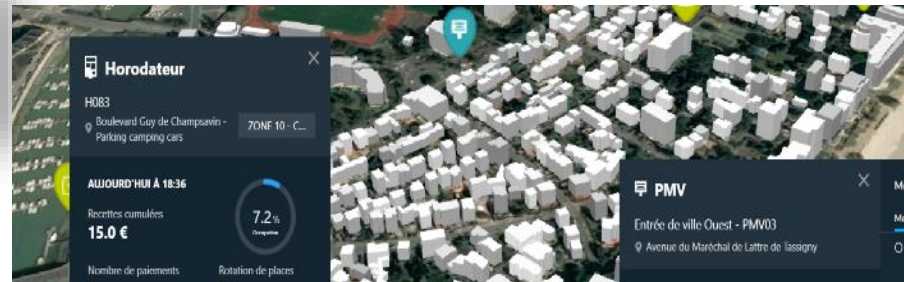 Horodateur
H083
Boulevard Guy de Champsavin -
Parking camping cars
ZONE 10 - C...
AUJOURD'HUI À 18:36
Recettes cumulées
15.0 €
7.2 %
Occupation
Nombre de paiements
Rotation de places
PMV
Entrée de ville Ouest - PMV03
Avenue du Maréchal de Lattre de Tassigny